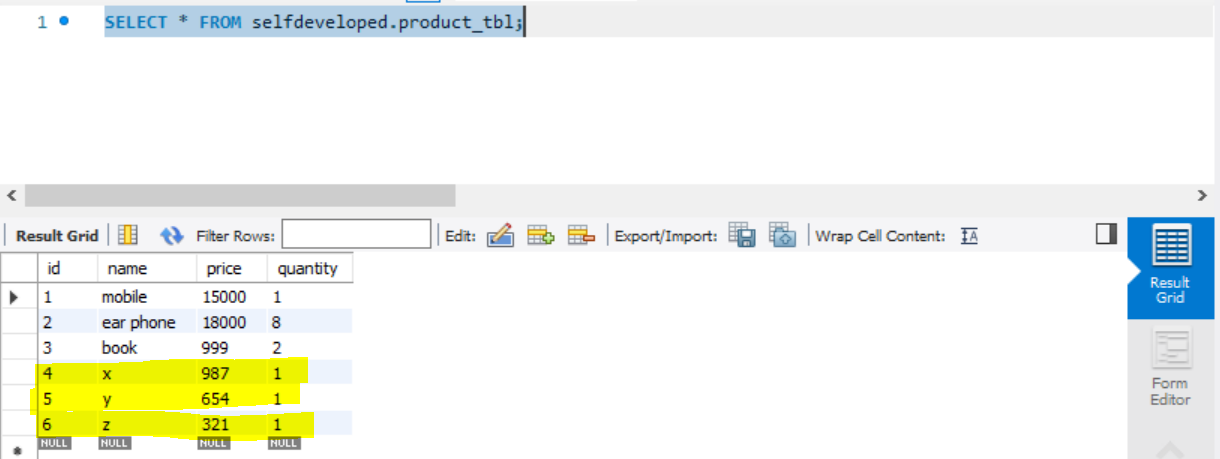 1 SELECT * FROM selfdeveloped.product_tbl;
Result Grid Filter Rows: Edit: Export/Import: Wrap Cell Content: IA
id name price quantity
1 mobile 15000 1
2 ear phone 18000 8
3 book 999 2
4 x 987 1
5 y 654 1
6 z 321 1
NULL NULL NULL NULL
Result
Grid
Form
Editor